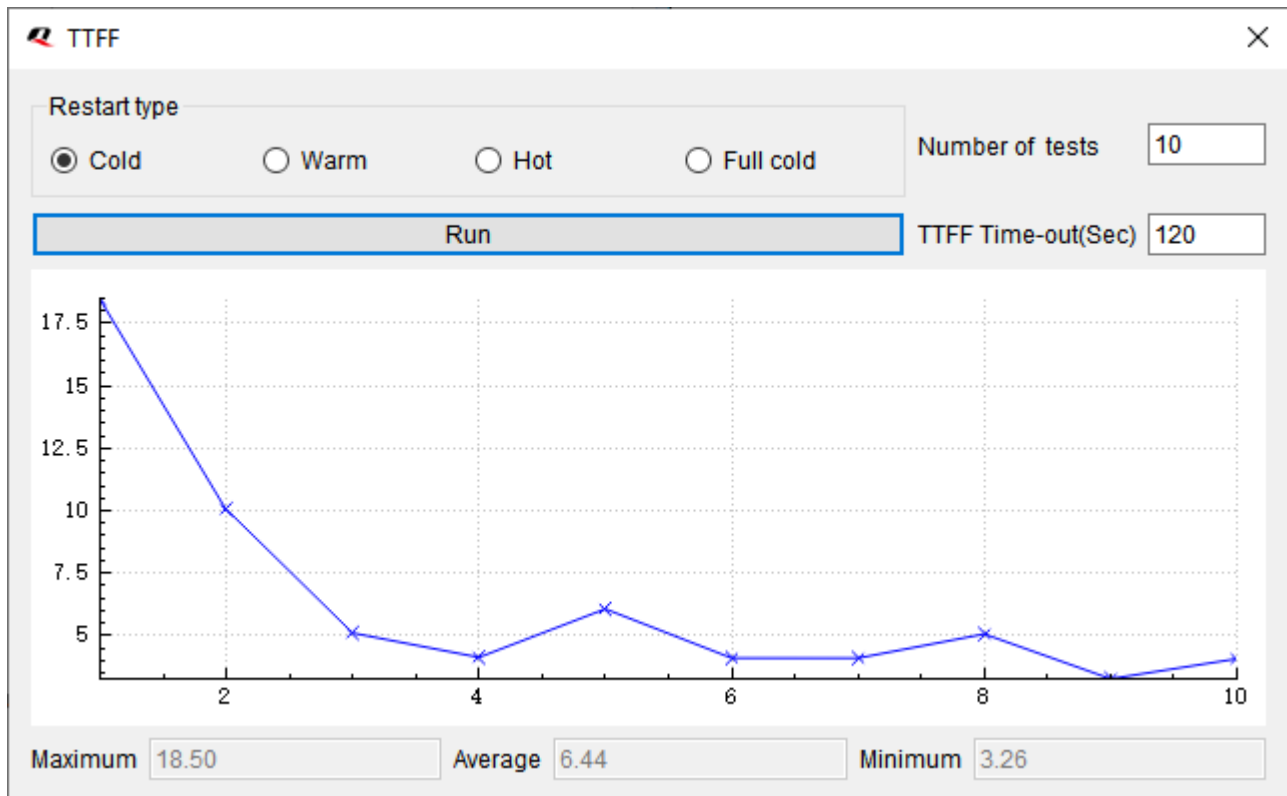 TTFF
Restart type
Cold Warm Hot Full cold
Number of tests 10
Run
TTFF Time-out(Sec) 120
17.5
15
12.5
10
7.5
5
2 4 6 8 10
Maximum 18.50 Average 6.44 Minimum 3.26